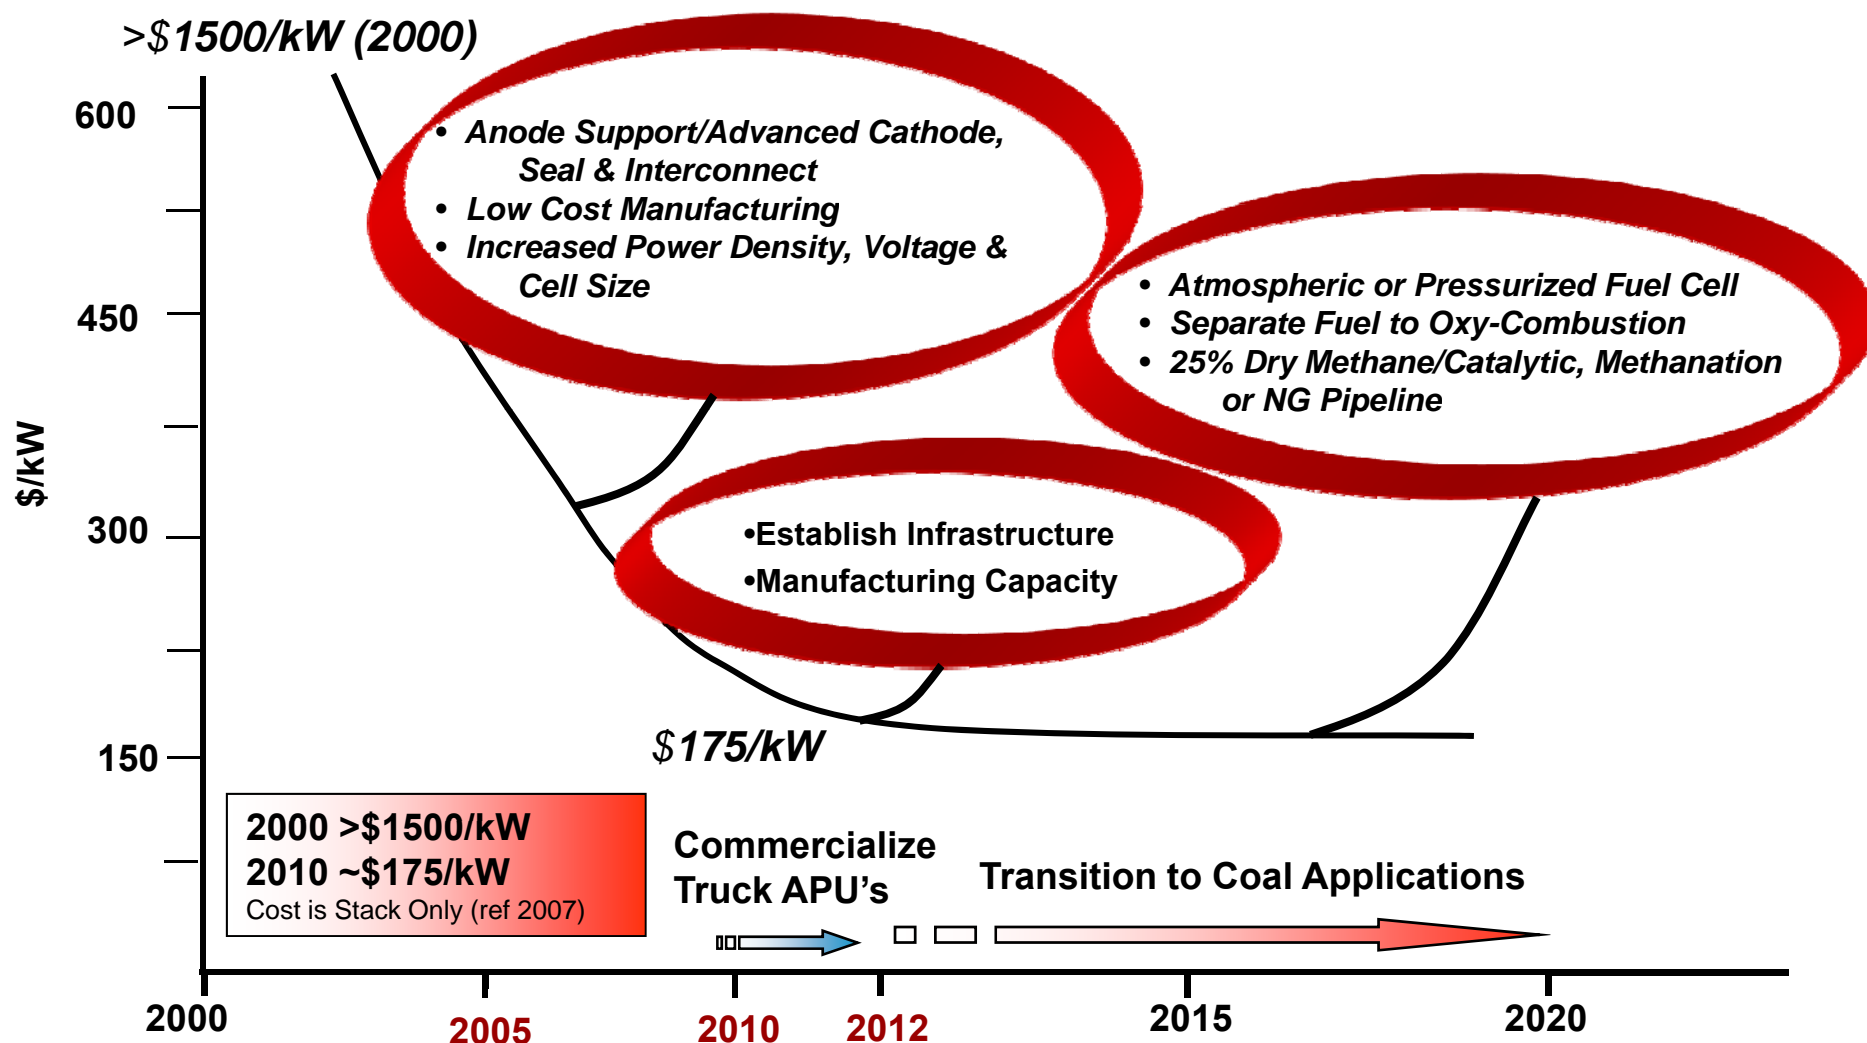 >$1500/kW (2000)
600
450
300
150
$/kW
• Anode Support/Advanced Cathode,
Seal & Interconnect
• Low Cost Manufacturing
• Increased Power Density, Voltage &
Cell Size
• Atmospheric or Pressurized Fuel Cell
• Separate Fuel to Oxy-Combustion
• 25% Dry Methane/Catalytic, Methanation
or NG Pipeline
•Establish Infrastructure
•Manufacturing Capacity
$175/kW
2000 >$1500/kW
2010 ~$175/kW
Cost is Stack Only (ref 2007)
Commercialize
Truck APU’s
Transition to Coal Applications
2000
2005
2010
2012
2015
2020